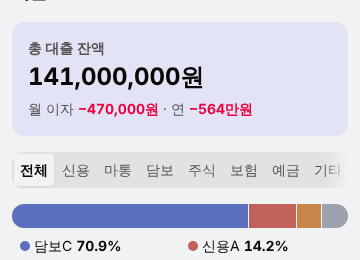 총 대출 잔액
141,000,000원
월 이자 −470,000원 · 연 −564만원
전체 신용 마통 담보 주식 보험 예금 기타
담보C 70.9% 신용A 14.2%